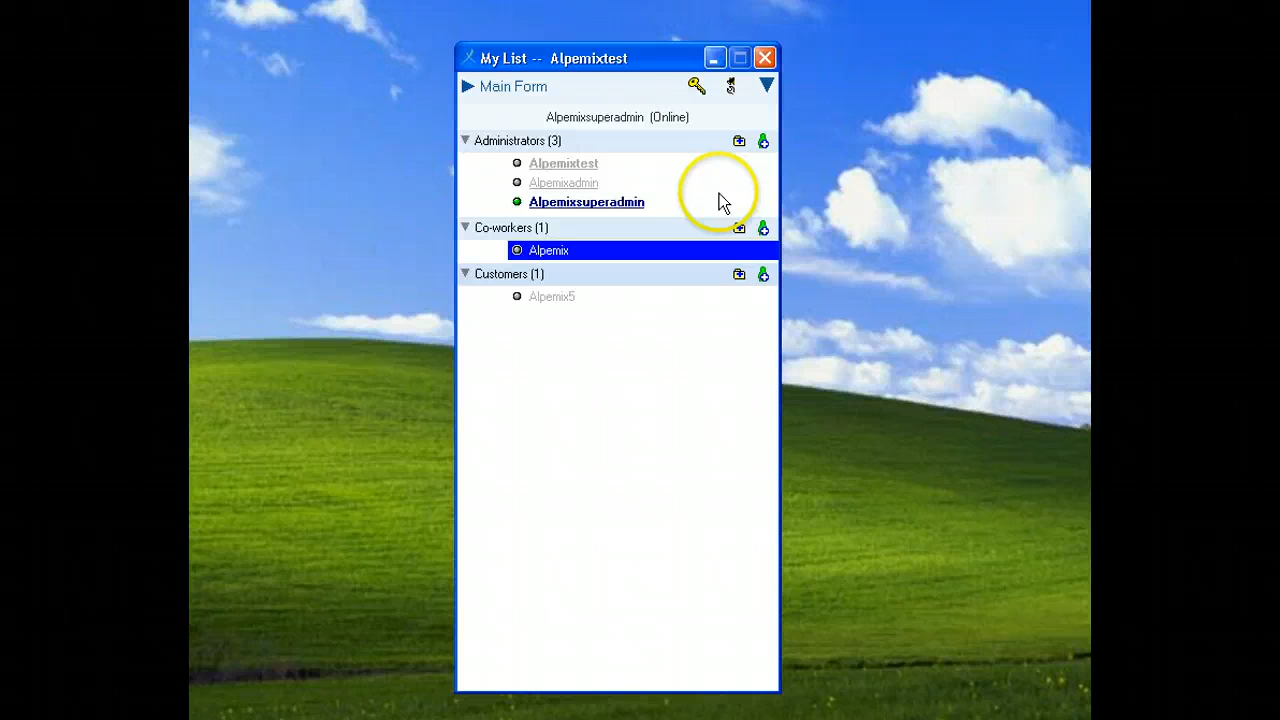 My List -- Alpemixtest
Main Form
Alpemixsuperadmin (Online)
Administrators (3)
Alpemixtest
Alpemixadmin
Alpemixsuperadmin
Co-workers (1)
Alpemix
Customers (1)
Alpemix5